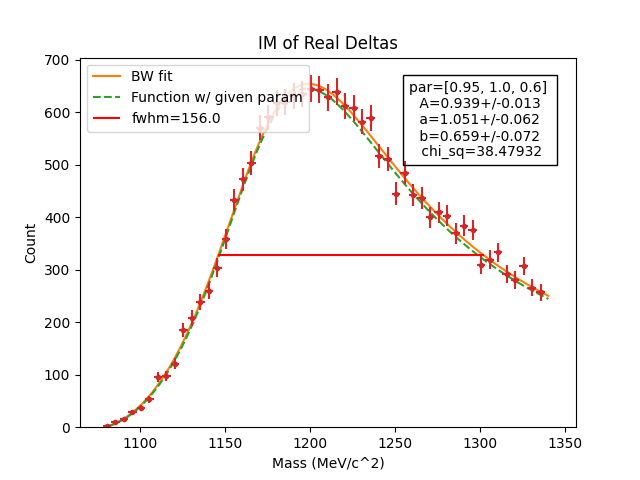 IM of Real Deltas
BW fit
Function w/ given param
fwhm=156.0
par=[0.95, 1.0, 0.6]
A=0.939+/-0.013
a=1.051+/-0.062
b=0.659+/-0.072
chi_sq=38.47932
Count
700
600
500
400
300
200
100
0
1100
1150
1200
1250
1300
1350
Mass (MeV/c^2)